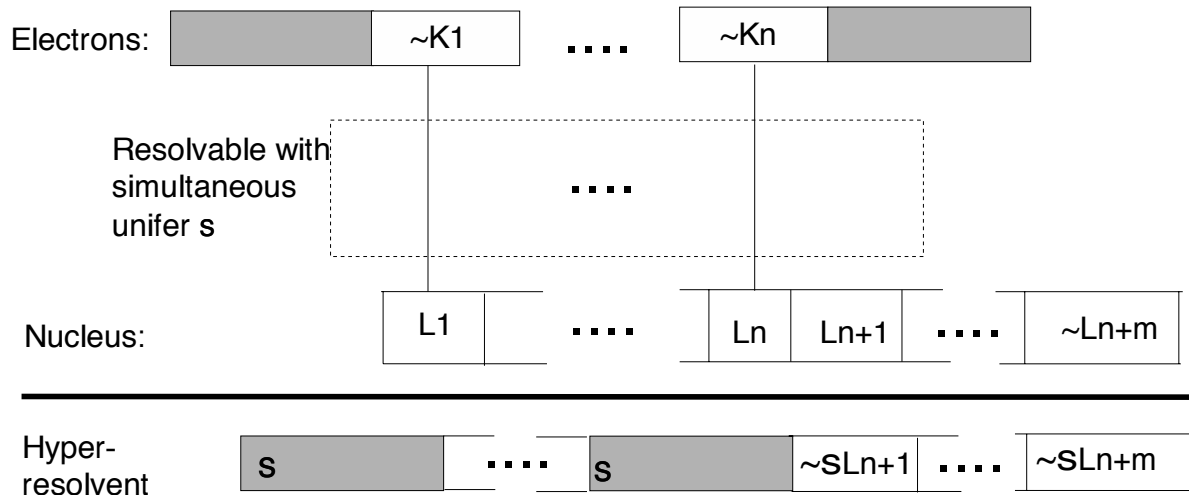 Electrons: ~K1 .... ~Kn
Resolvable with
simultaneous
unifer s
....
Nucleus: L1 .... Ln Ln+1 .... ~Ln+m
Hyper-
resolvent
s .... s ~sLn+1 .... ~sLn+m